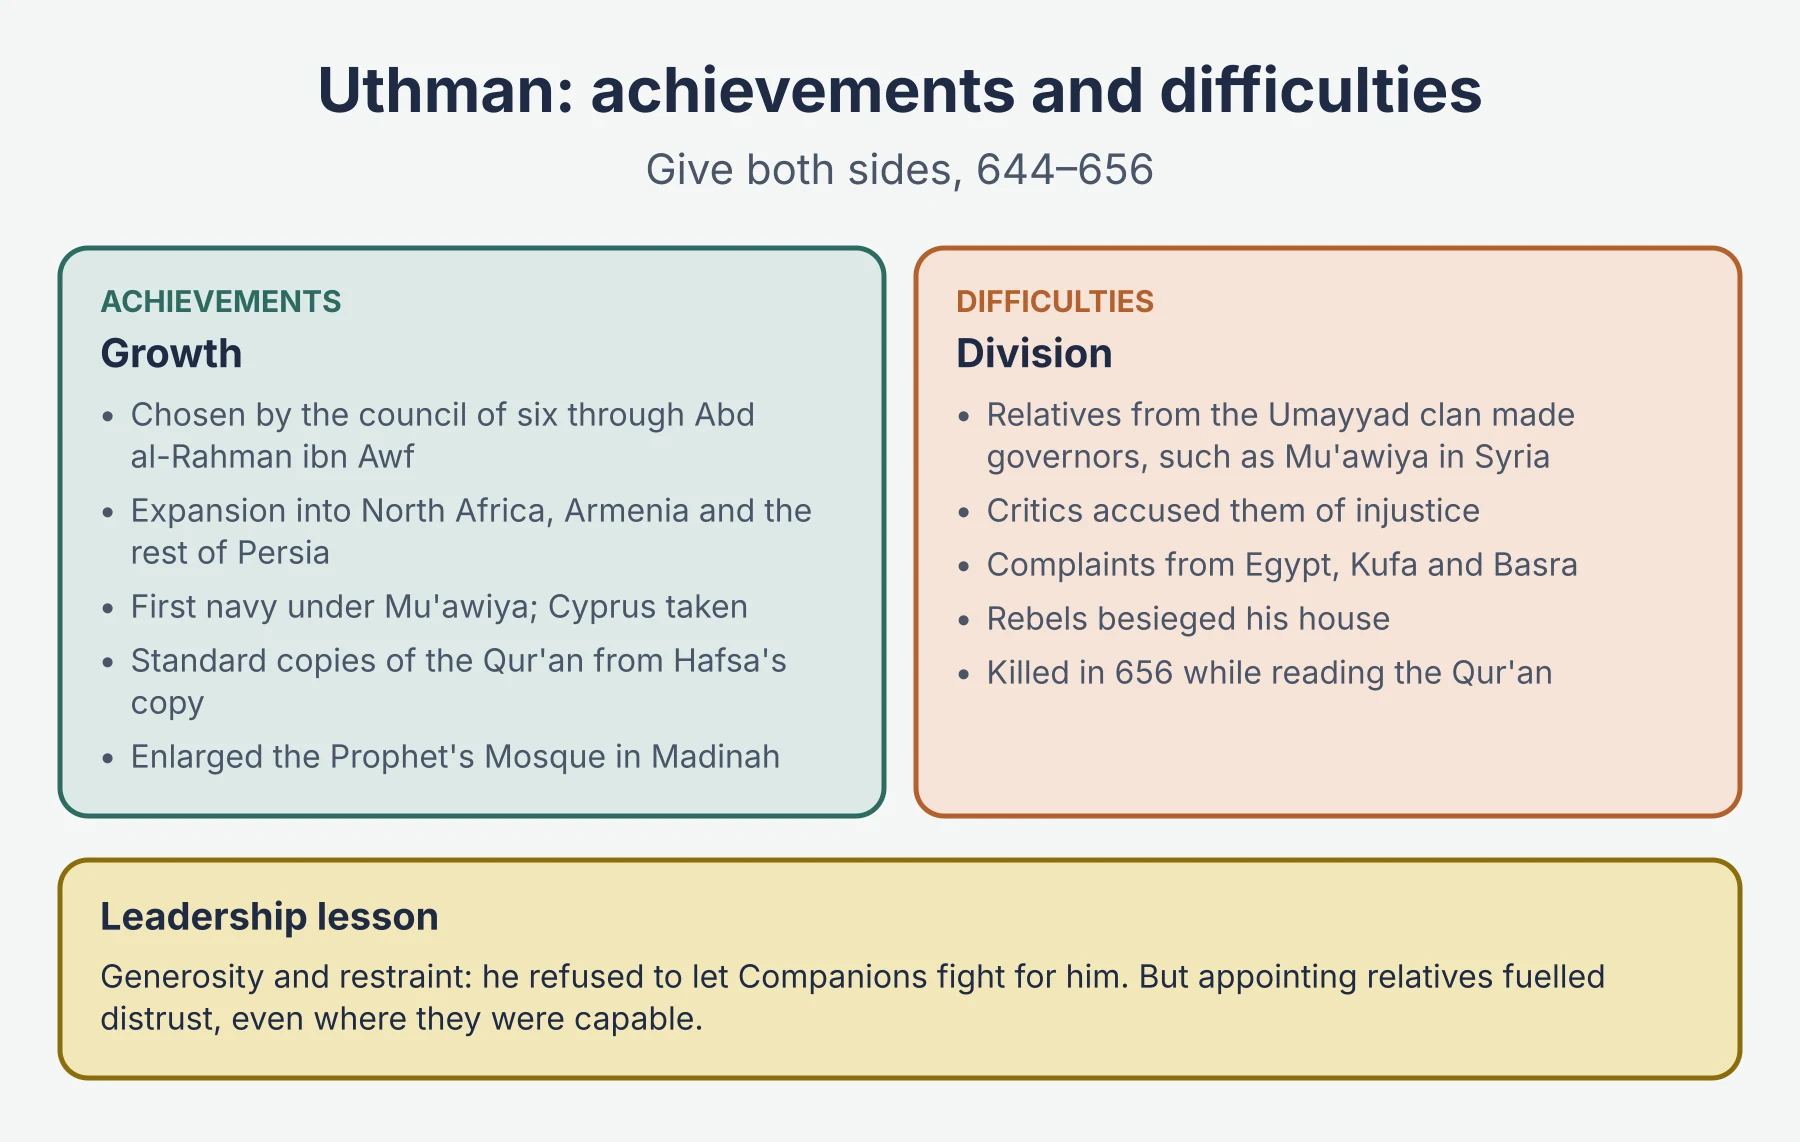 Uthman: achievements and difficulties
Give both sides, 644–656
ACHIEVEMENTS
Growth
• Chosen by the council of six through Abd
al-Rahman ibn Awf
• Expansion into North Africa, Armenia and the
rest of Persia
• First navy under Mu'awiya; Cyprus taken
• Standard copies of the Qur'an from Hafsa's
copy
• Enlarged the Prophet's Mosque in Madinah
DIFFICULTIES
Division
• Relatives from the Umayyad clan made
governors, such as Mu'awiya in Syria
• Critics accused them of injustice
• Complaints from Egypt, Kufa and Basra
• Rebels besieged his house
• Killed in 656 while reading the Qur'an
Leadership lesson
Generosity and restraint: he refused to let Companions fight for him. But appointing relatives fuelled
distrust, even where they were capable.